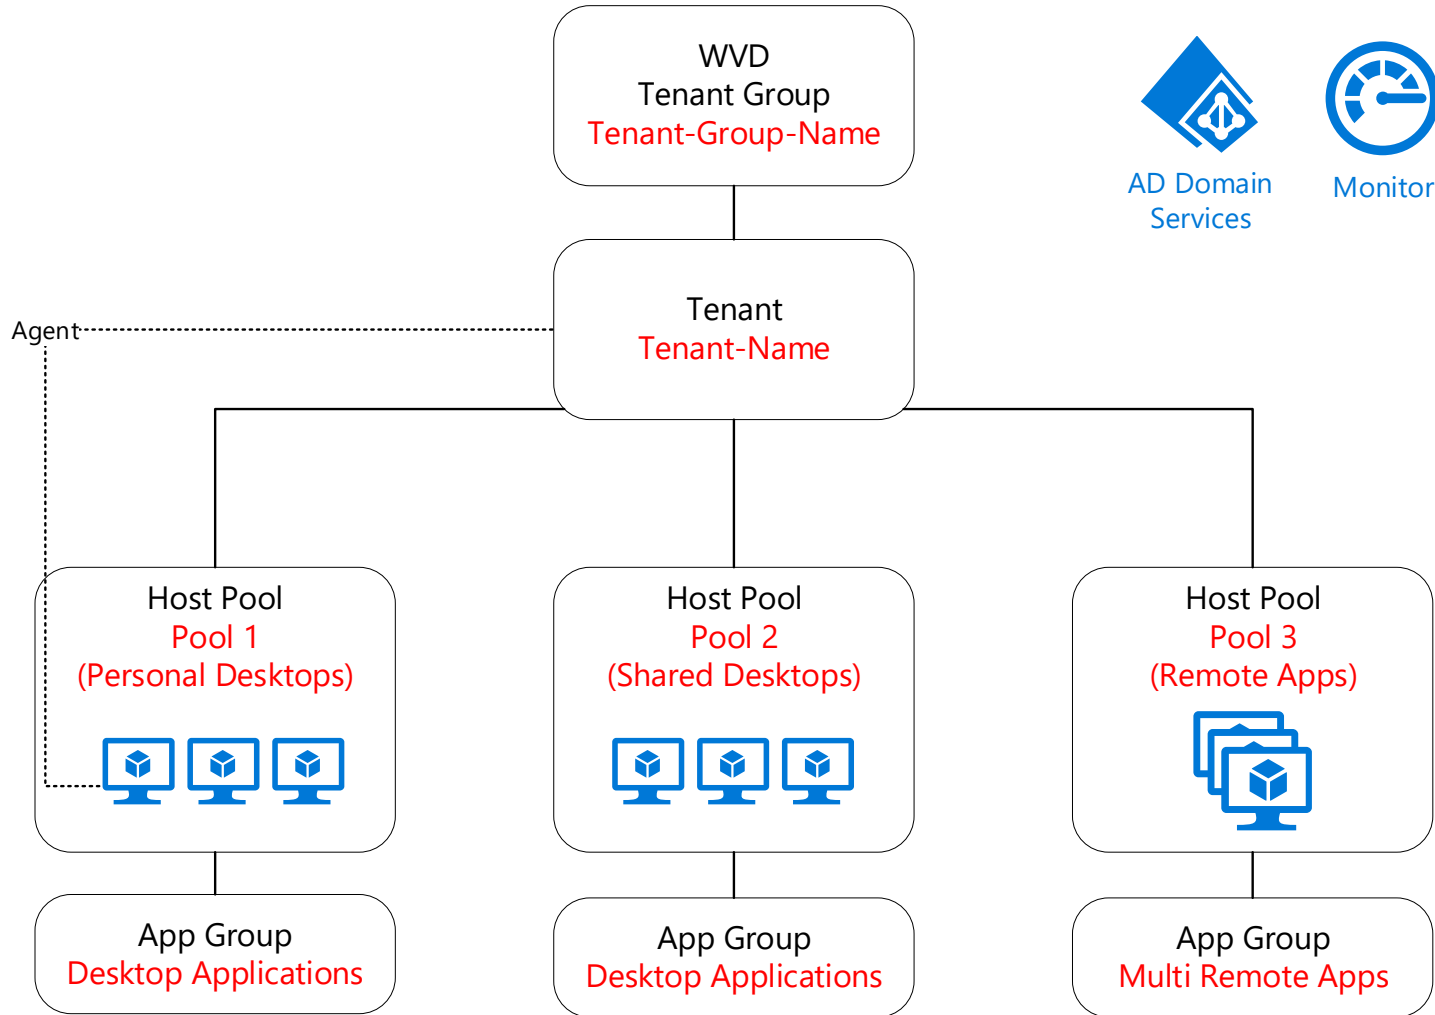 WVD
Tenant Group
Tenant-Group-Name
AD Domain
Services
Monitor
Tenant
Tenant-Name
Agent
Host Pool
Pool 1
(Personal Desktops)
Host Pool
Pool 2
(Shared Desktops)
Host Pool
Pool 3
(Remote Apps)
App Group
Desktop Applications
App Group
Desktop Applications
App Group
Multi Remote Apps